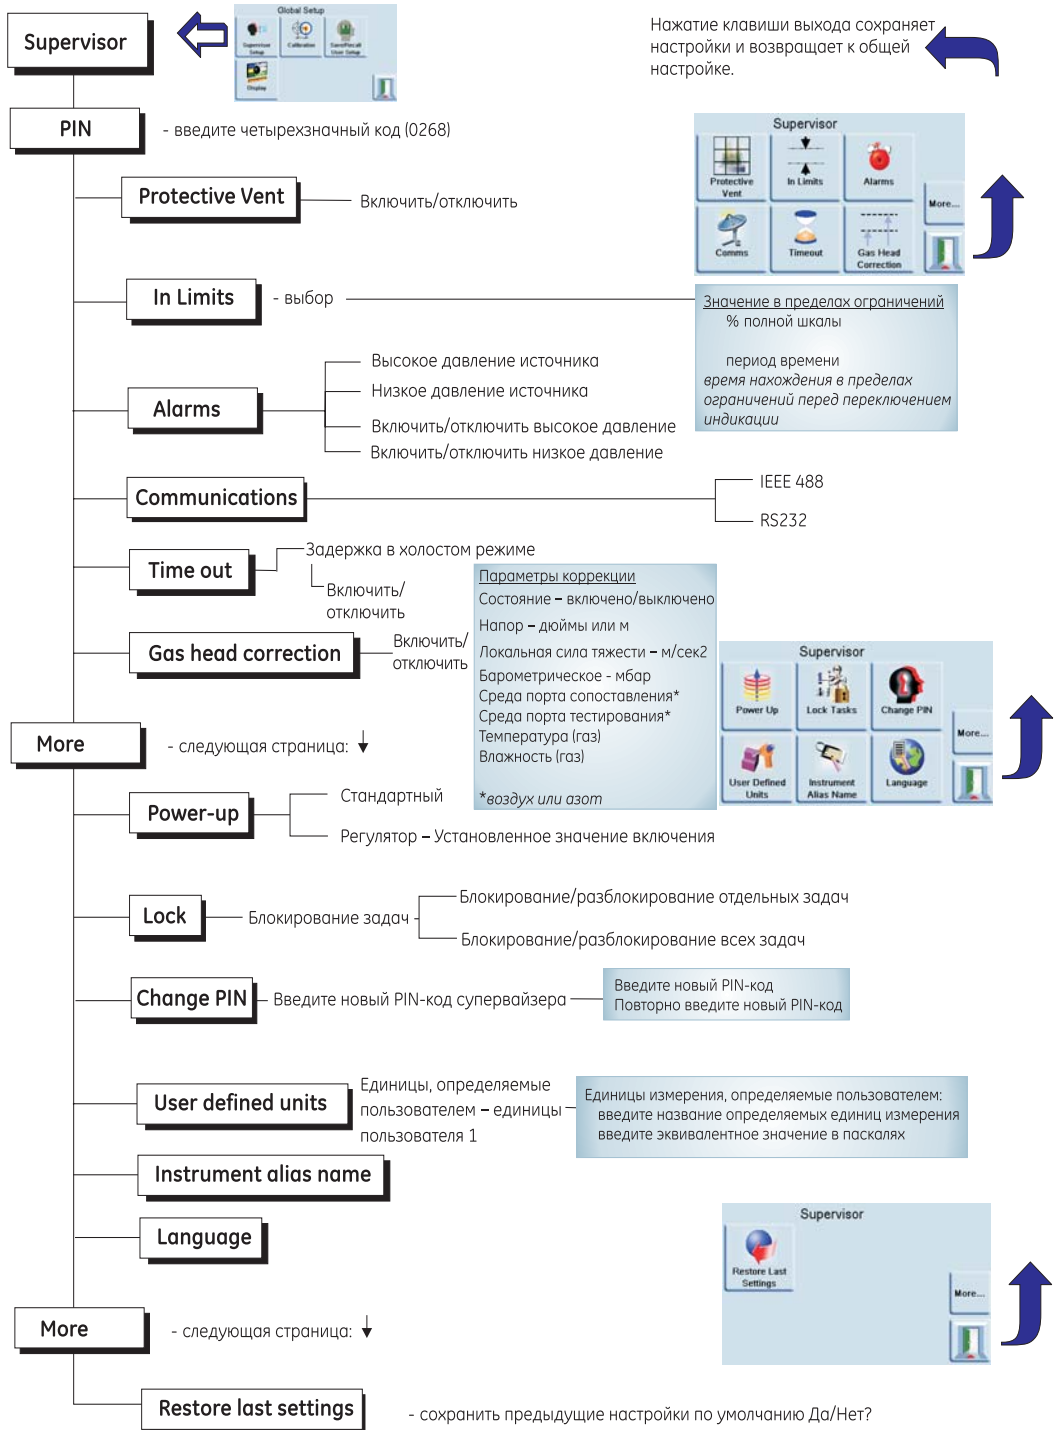 Supervisor
Global Setup
Supervisor
Setup
Calibration
Save/Recall
User Setup
Display
Нажатие клавиши выхода сохраняет
настройки и возвращает к общей
настройке.
PIN
- введите четырехзначный код (0268)
Supervisor
Protective
Vent
In Limits
Alarms
More...
Comms
Timeout
Gas Head
Correction
Protective Vent
Включить/отключить
In Limits
- выбор
Значение в пределах ограничений
% полной шкалы
период времени
время нахождения в пределах
ограничений перед переключением
индикации
Alarms
Высокое давление источника
Низкое давление источника
Включить/отключить высокое давление
Включить/отключить низкое давление
Communications
IEEE 488
RS232
Time out
Задержка в холостом режиме
Включить/
отключить
Gas head correction
Включить/
отключить
Параметры коррекции
Состояние – включено/выключено
Напор – дюймы или м
Локальная сила тяжести – м/сек2
Барометрическое - мбар
Среда порта сопоставления*
Среда порта тестирования*
Температура (газ)
Влажность (газ)
*воздух или азот
Supervisor
Power Up
Lock Tasks
Change PIN
More...
User Defined
Units
Instrument
Alias Name
Language
More
- следующая страница:
Power-up
Стандартный
Регулятор – Установленное значение включения
Lock
Блокирование задач
Блокирование/разблокирование отдельных задач
Блокирование/разблокирование всех задач
Change PIN
Введите новый PIN-код супервайзера
Введите новый PIN-код
Повторно введите новый PIN-код
User defined units
Единицы, определяемые
пользователем – единицы
пользователя 1
Единицы измерения, определяемые пользователем:
введите название определяемых единиц измерения
введите эквивалентное значение в паскалях
Instrument alias name
Language
Supervisor
Restore Last
Settings
More...
More
- следующая страница:
Restore last settings
- сохранить предыдущие настройки по умолчанию Да/Нет?